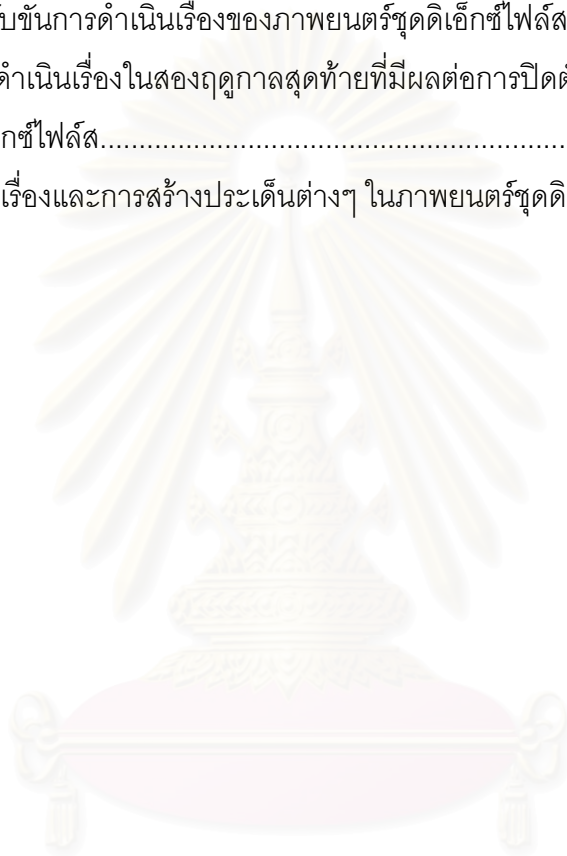 ับขันการดำเนินเรื่องของภาพยนตร์ชุดดิเอ็กซ์ไฟล์ส
ดำเนินเรื่องในสองฤดูกาลสุดท้ายที่มีผลต่อการปิดต
กซ์ไฟล์ส............................................................
เรื่องและการสร้างประเด็นต่างๆ ในภาพยนตร์ชุดดิ